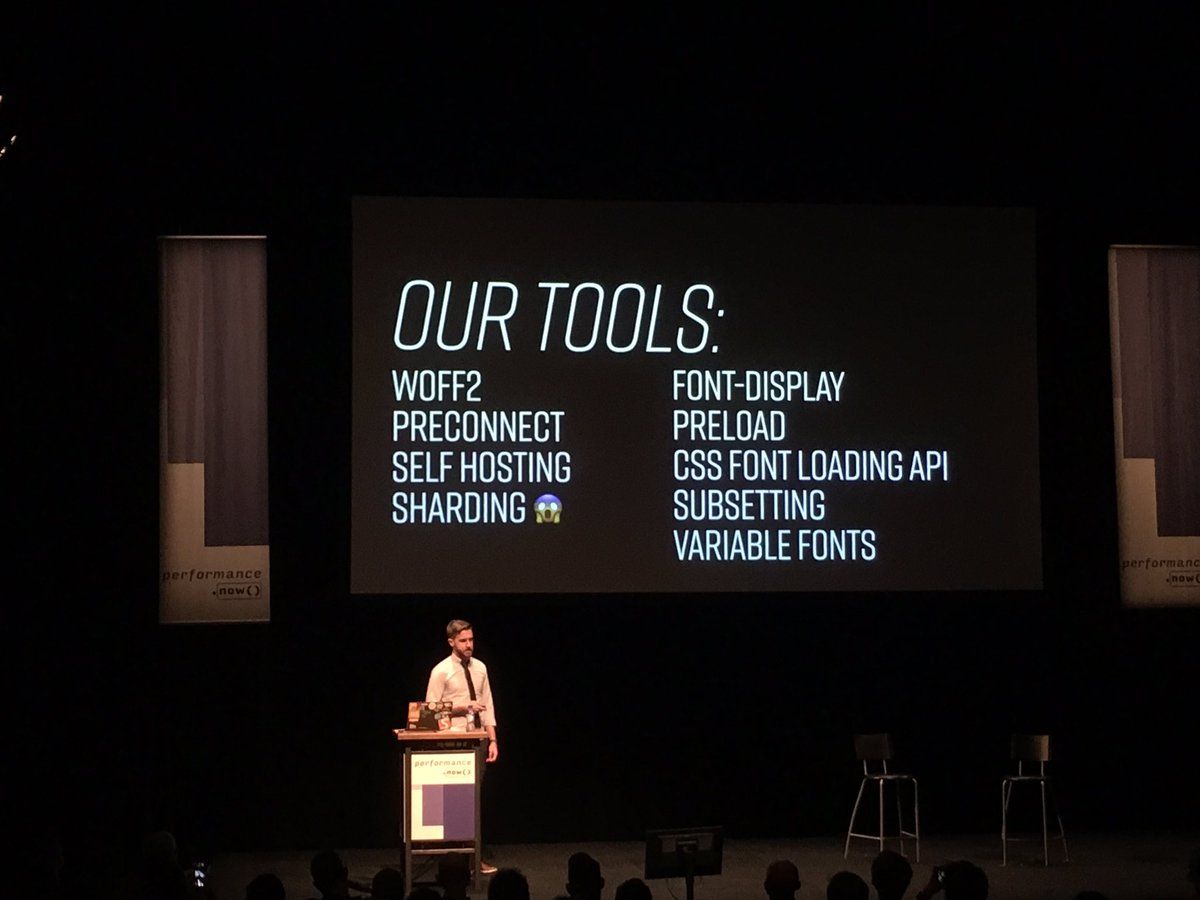 OUR TOOLS:
WOFF2
PRECONNECT
SELF HOSTING
SHARDING 😱
FONT-DISPLAY
PRELOAD
CSS FONT LOADING API
SUBSETTING
VARIABLE FONTS
performance
.now()
performance
.now()
performance
.now()